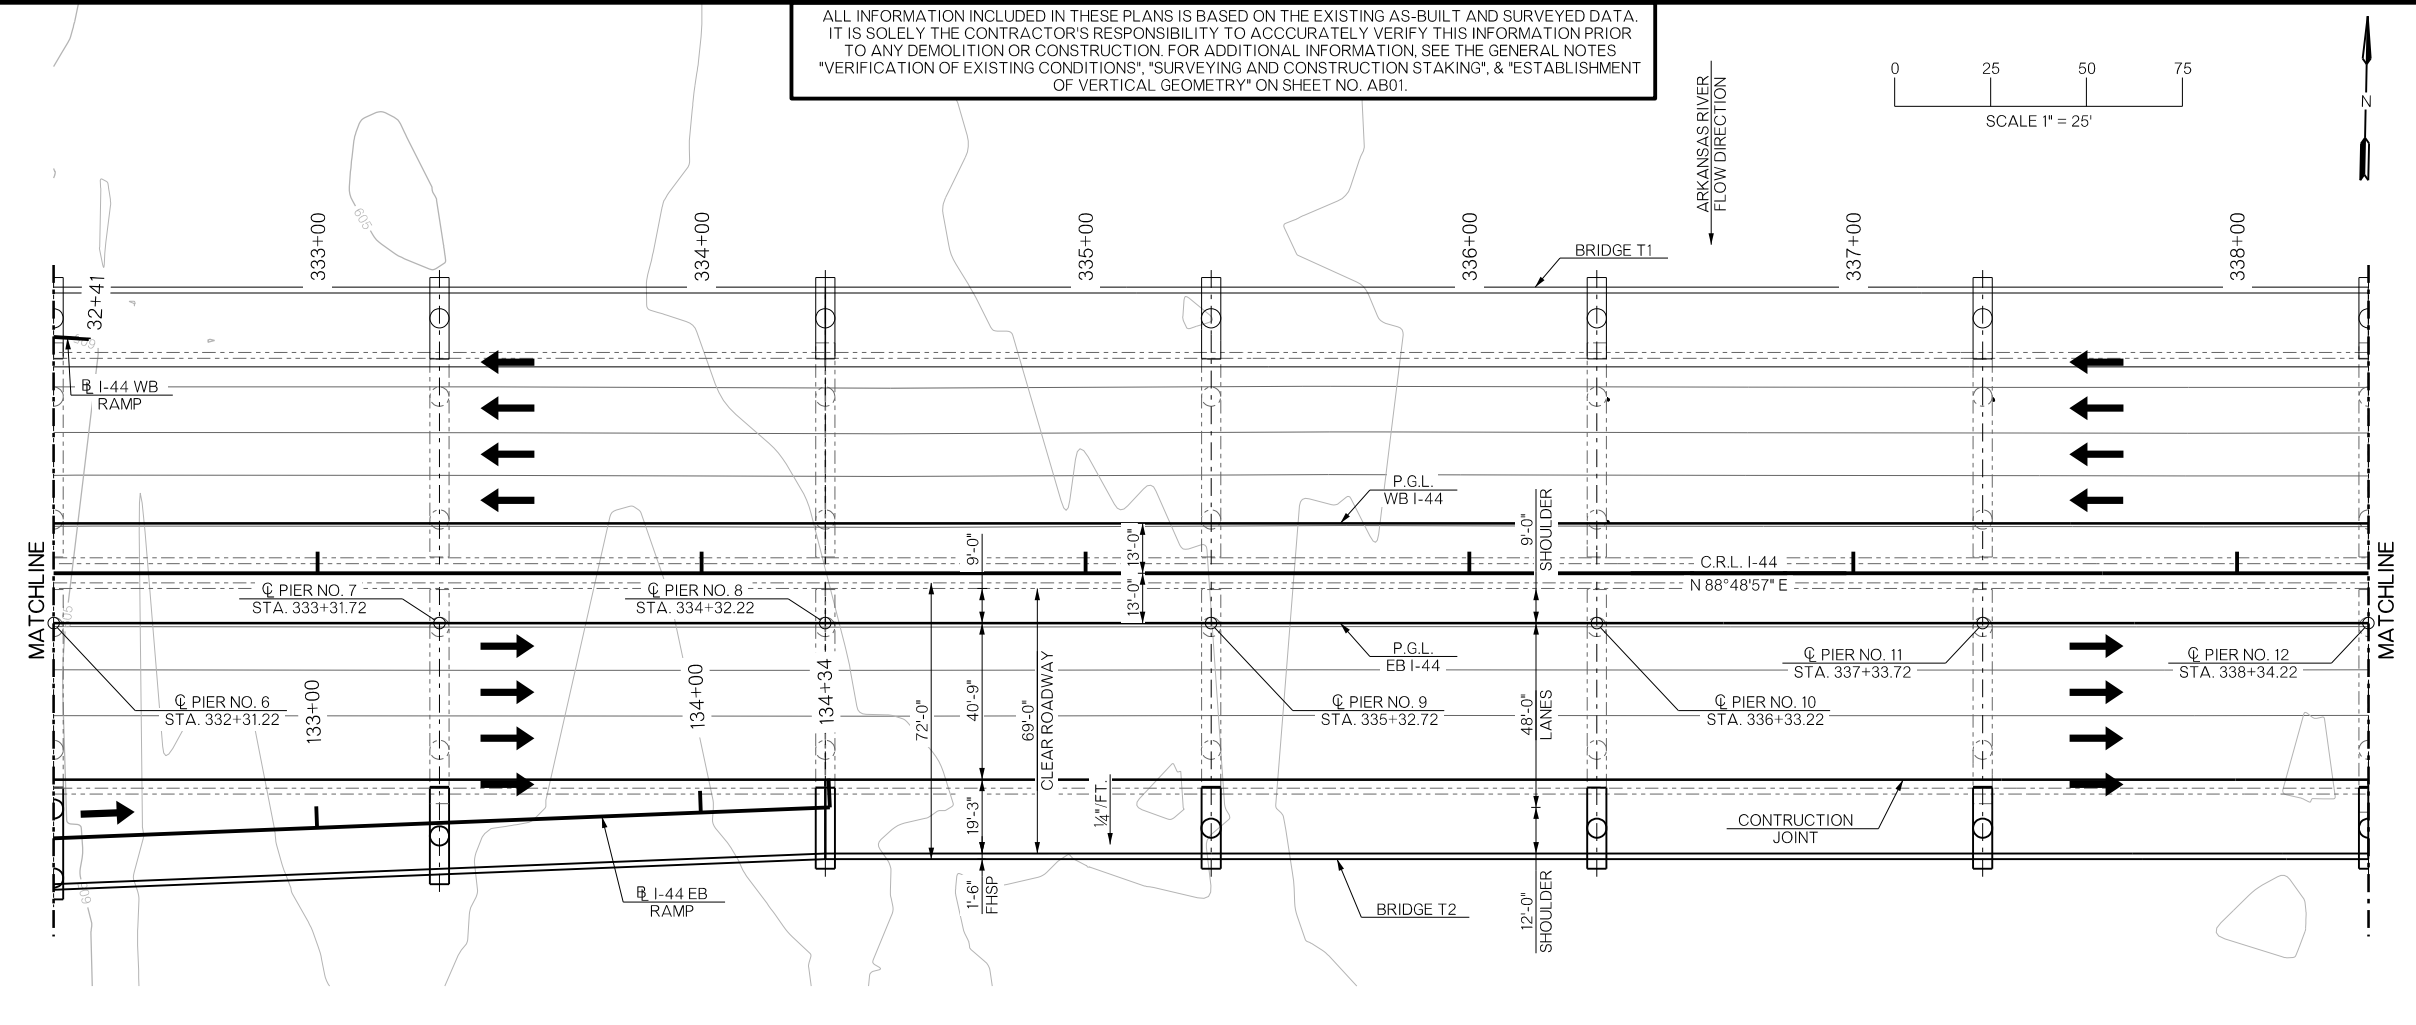 ALL INFORMATION INCLUDED IN THESE PLANS IS BASED ON THE EXISTING AS-BUILT AND SURVEYED DATA.
IT IS SOLELY THE CONTRACTOR'S RESPONSIBILITY TO ACCCURATELY VERIFY THIS INFORMATION PRIOR
TO ANY DEMOLITION OR CONSTRUCTION. FOR ADDITIONAL INFORMATION, SEE THE GENERAL NOTES
"VERIFICATION OF EXISTING CONDITIONS", "SURVEYING AND CONSTRUCTION STAKING", & "ESTABLISHMENT
OF VERTICAL GEOMETRY" ON SHEET NO. AB01.
ARKANSAS RIVER
FLOW DIRECTION
0 25 50 75
SCALE 1" = 25'
N
605
333+00
334+00
335+00
336+00
337+00
338+00
32+41
BRIDGE T1
609
℄ I-44 WB
RAMP
P.G.L.
WB I-44
9'-0"
13'-0"
13'-0"
9'-0"
SHOULDER
C.R.L. I-44
N 88°48'57" E
MATCHLINE
MATCHLINE
℄ PIER NO. 7
STA. 333+31.72
℄ PIER NO. 8
STA. 334+32.22
605
P.G.L.
EB I-44
℄ PIER NO. 11
STA. 337+33.72
℄ PIER NO. 12
STA. 338+34.22
℄ PIER NO. 6
STA. 332+31.22
℄ PIER NO. 9
STA. 335+32.72
℄ PIER NO. 10
STA. 336+33.22
133+00
134+00
134+34
72'-0"
40'-9"
69'-0"
CLEAR ROADWAY
48'-0"
LANES
19'-3"
¼"/FT.
CONTRUCTION
JOINT
℄ I-44 EB
RAMP
1'-6"
FHSP
BRIDGE T2
12'-0"
SHOULDER
609